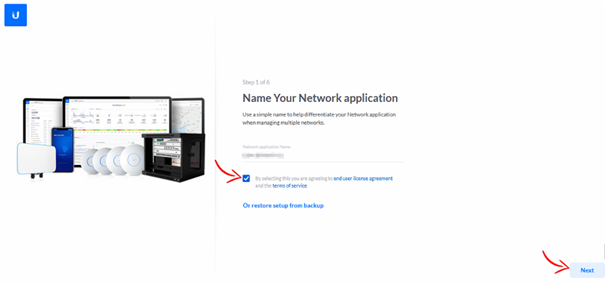 Step 1 of 6
Name Your Network application
Use a simple name to help differentiate your Network application
when managing multiple networks.
Network application Name
By selecting this you are agreeing to end user license agreement
and the terms of service
Or restore setup from backup
Next